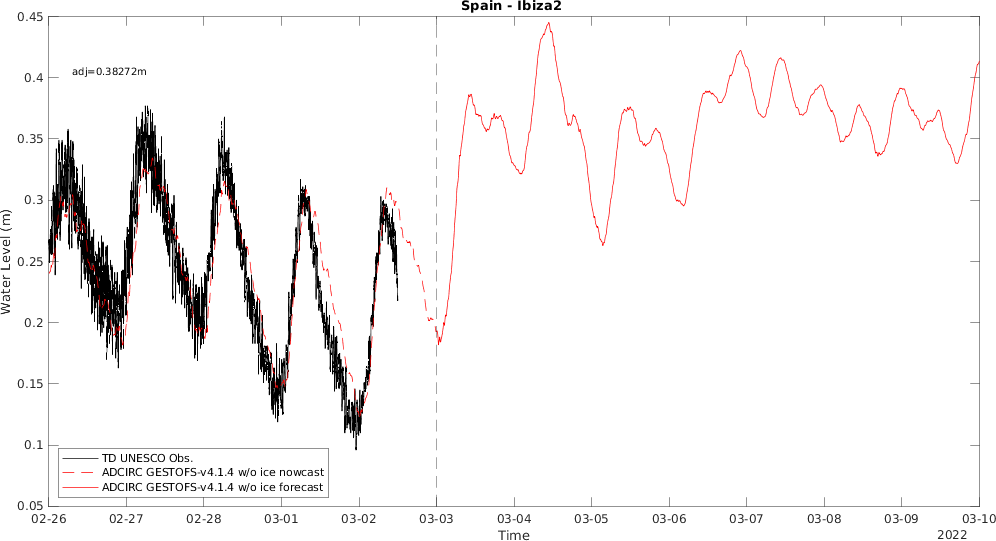 Spain - Ibiza2
0.45
0.4
0.35
0.3
0.25
0.2
0.15
0.1
0.05
Water Level (m)
adj=0.38272m
TD UNESCO Obs.
ADCIRC GESTOFS-v4.1.4 w/o ice nowcast
ADCIRC GESTOFS-v4.1.4 w/o ice forecast
02-26 02-27 02-28 03-01 03-02 03-03 03-04 03-05 03-06 03-07 03-08 03-09 03-10
Time
2022